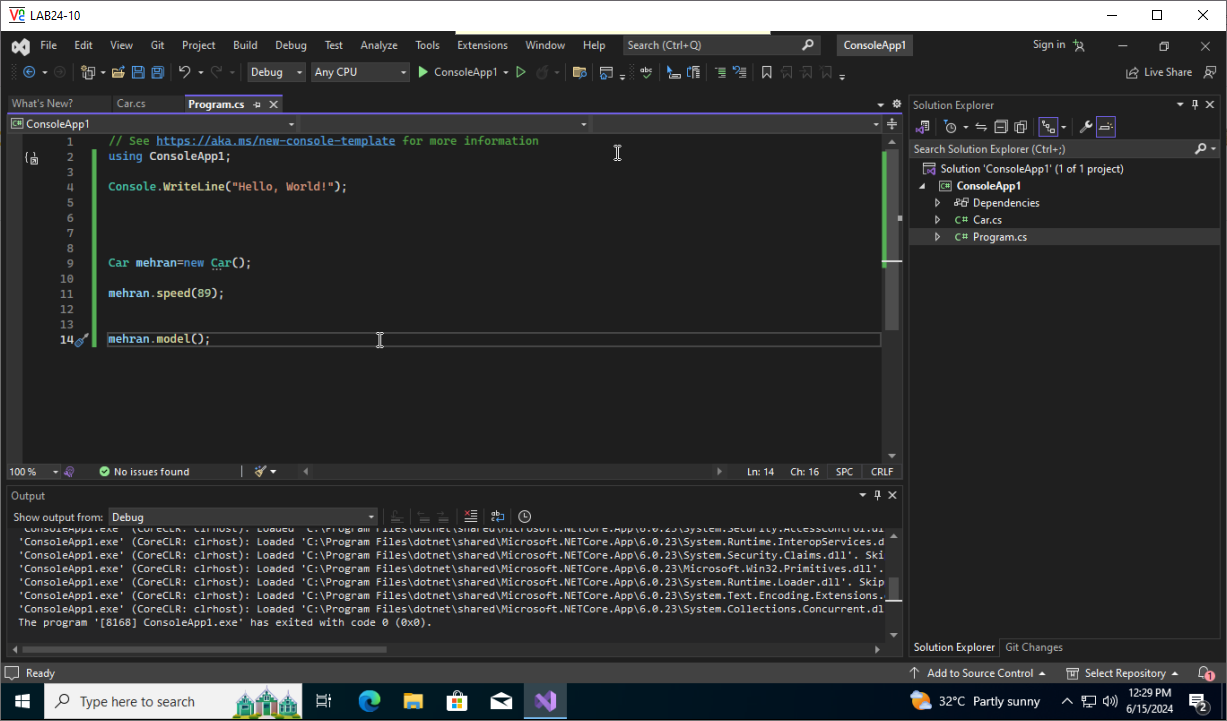 LAB24-10
File Edit View Git Project Build Debug Test Analyze Tools Extensions Window Help Search (Ctrl+Q) ConsoleApp1 Sign in
Debug Any CPU ConsoleApp1 Live Share
What's New? Car.cs Program.cs
ConsoleApp1
1 // See https://aka.ms/new-console-template for more information
2 using ConsoleApp1;
3
4 Console.WriteLine("Hello, World!");
5
6
7
8
9 Car mehran=new Car();
10
11 mehran.speed(89);
12
13
14 mehran.model();
100 % No issues found Ln: 14 Ch: 16 SPC CRLF
Output
Show output from: Debug
'ConsoleApp1.exe' (CoreCLR: clrhost): Loaded 'C:\Program Files\dotnet\shared\Microsoft.NETCore.App\6.0.23\System.Security.AccessControl.dl
'ConsoleApp1.exe' (CoreCLR: clrhost): Loaded 'C:\Program Files\dotnet\shared\Microsoft.NETCore.App\6.0.23\System.Runtime.InteropServices.d
'ConsoleApp1.exe' (CoreCLR: clrhost): Loaded 'C:\Program Files\dotnet\shared\Microsoft.NETCore.App\6.0.23\System.Security.Claims.dll'. Ski
'ConsoleApp1.exe' (CoreCLR: clrhost): Loaded 'C:\Program Files\dotnet\shared\Microsoft.NETCore.App\6.0.23\Microsoft.Win32.Primitives.dll'.
'ConsoleApp1.exe' (CoreCLR: clrhost): Loaded 'C:\Program Files\dotnet\shared\Microsoft.NETCore.App\6.0.23\System.Runtime.Loader.dll'. Skip
'ConsoleApp1.exe' (CoreCLR: clrhost): Loaded 'C:\Program Files\dotnet\shared\Microsoft.NETCore.App\6.0.23\System.Text.Encoding.Extensions.
'ConsoleApp1.exe' (CoreCLR: clrhost): Loaded 'C:\Program Files\dotnet\shared\Microsoft.NETCore.App\6.0.23\System.Collections.Concurrent.dl
The program '[8168] ConsoleApp1.exe' has exited with code 0 (0x0).
Solution Explorer
Search Solution Explorer (Ctrl+;)
Solution 'ConsoleApp1' (1 of 1 project)
C# ConsoleApp1
Dependencies
C# Car.cs
C# Program.cs
Solution Explorer Git Changes
Ready Add to Source Control Select Repository 1
Type here to search 32°C Partly sunny 12:29 PM
6/15/2024 2